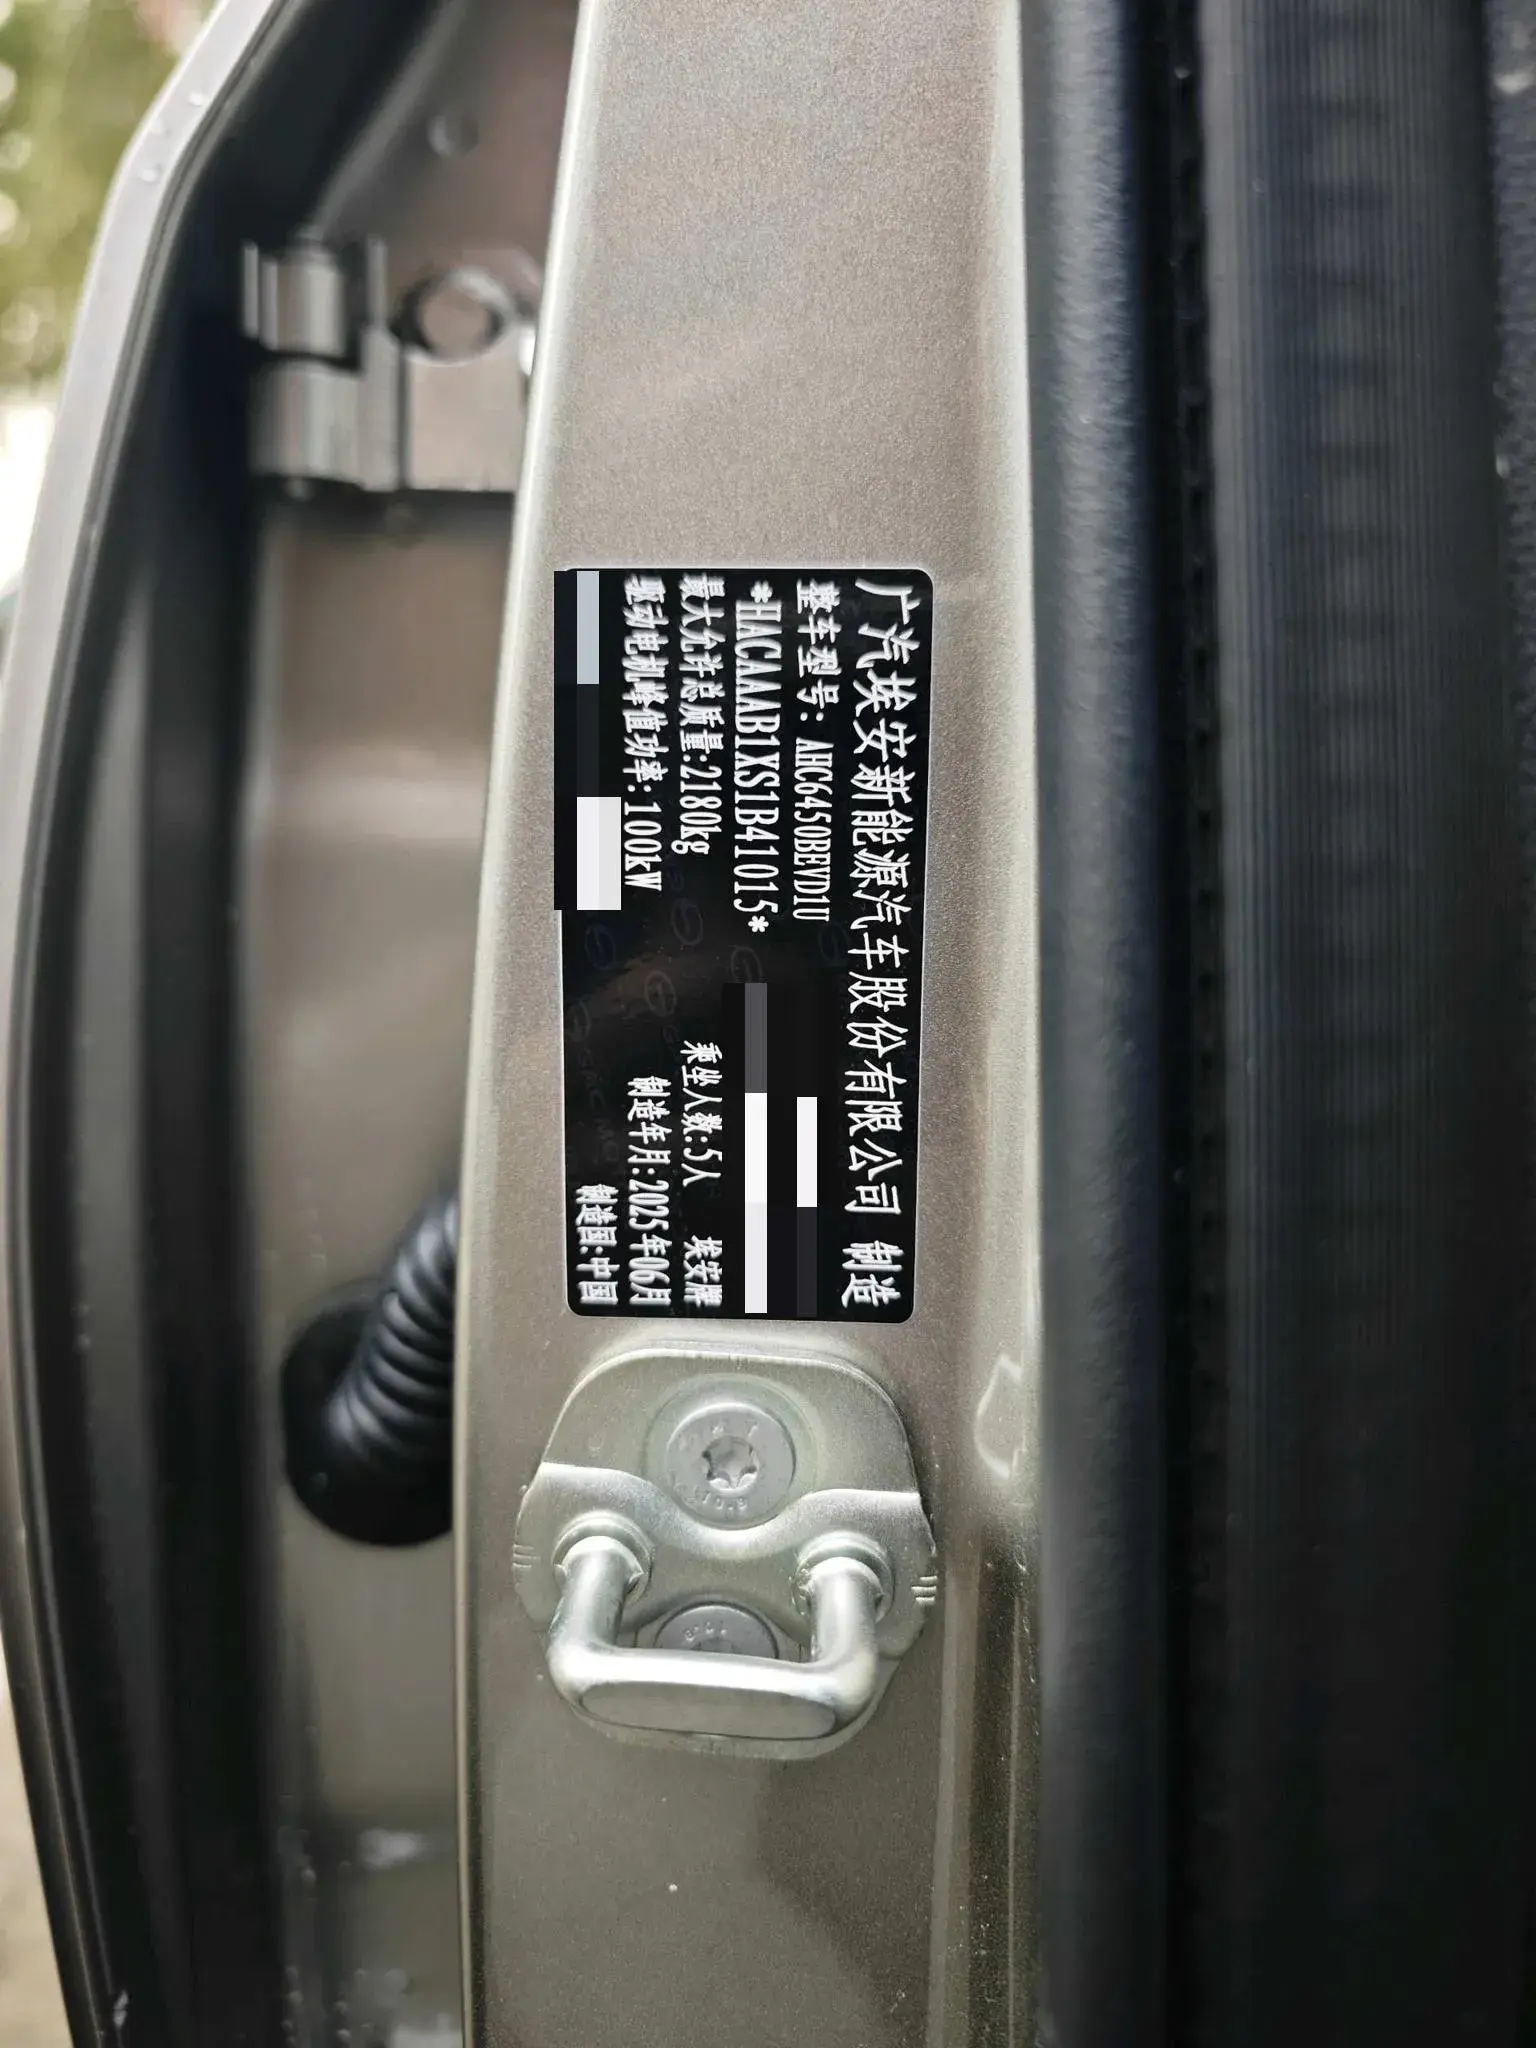 广汽埃安新能源汽车股份有限公司 制造
整车型号: AHC6450BEVD1U
*HACAAAB1XS1B41015*
最大允许总质量:2180kg 乘坐人数:5人 埃安牌
驱动电机峰值功率:100kW 制造年月:2025年06月
制造国:中国
10.9